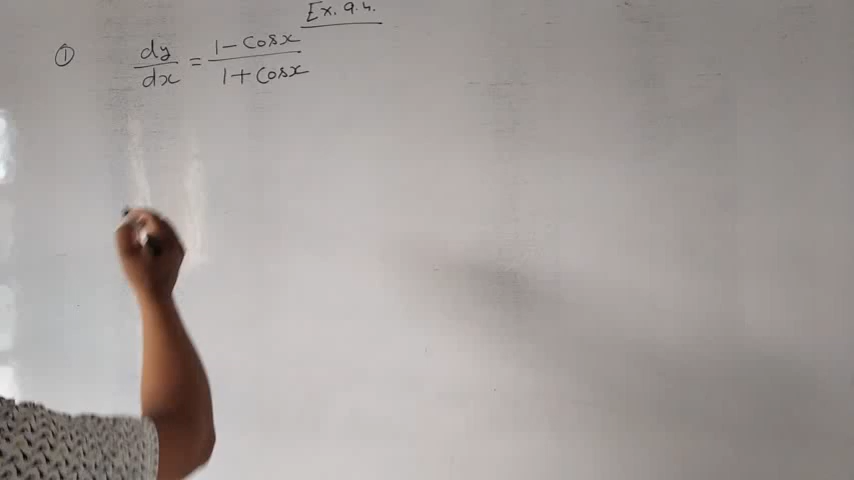 Ex. 9.4.
① dy/dx = 1 - Cosx / 1 + Cosx